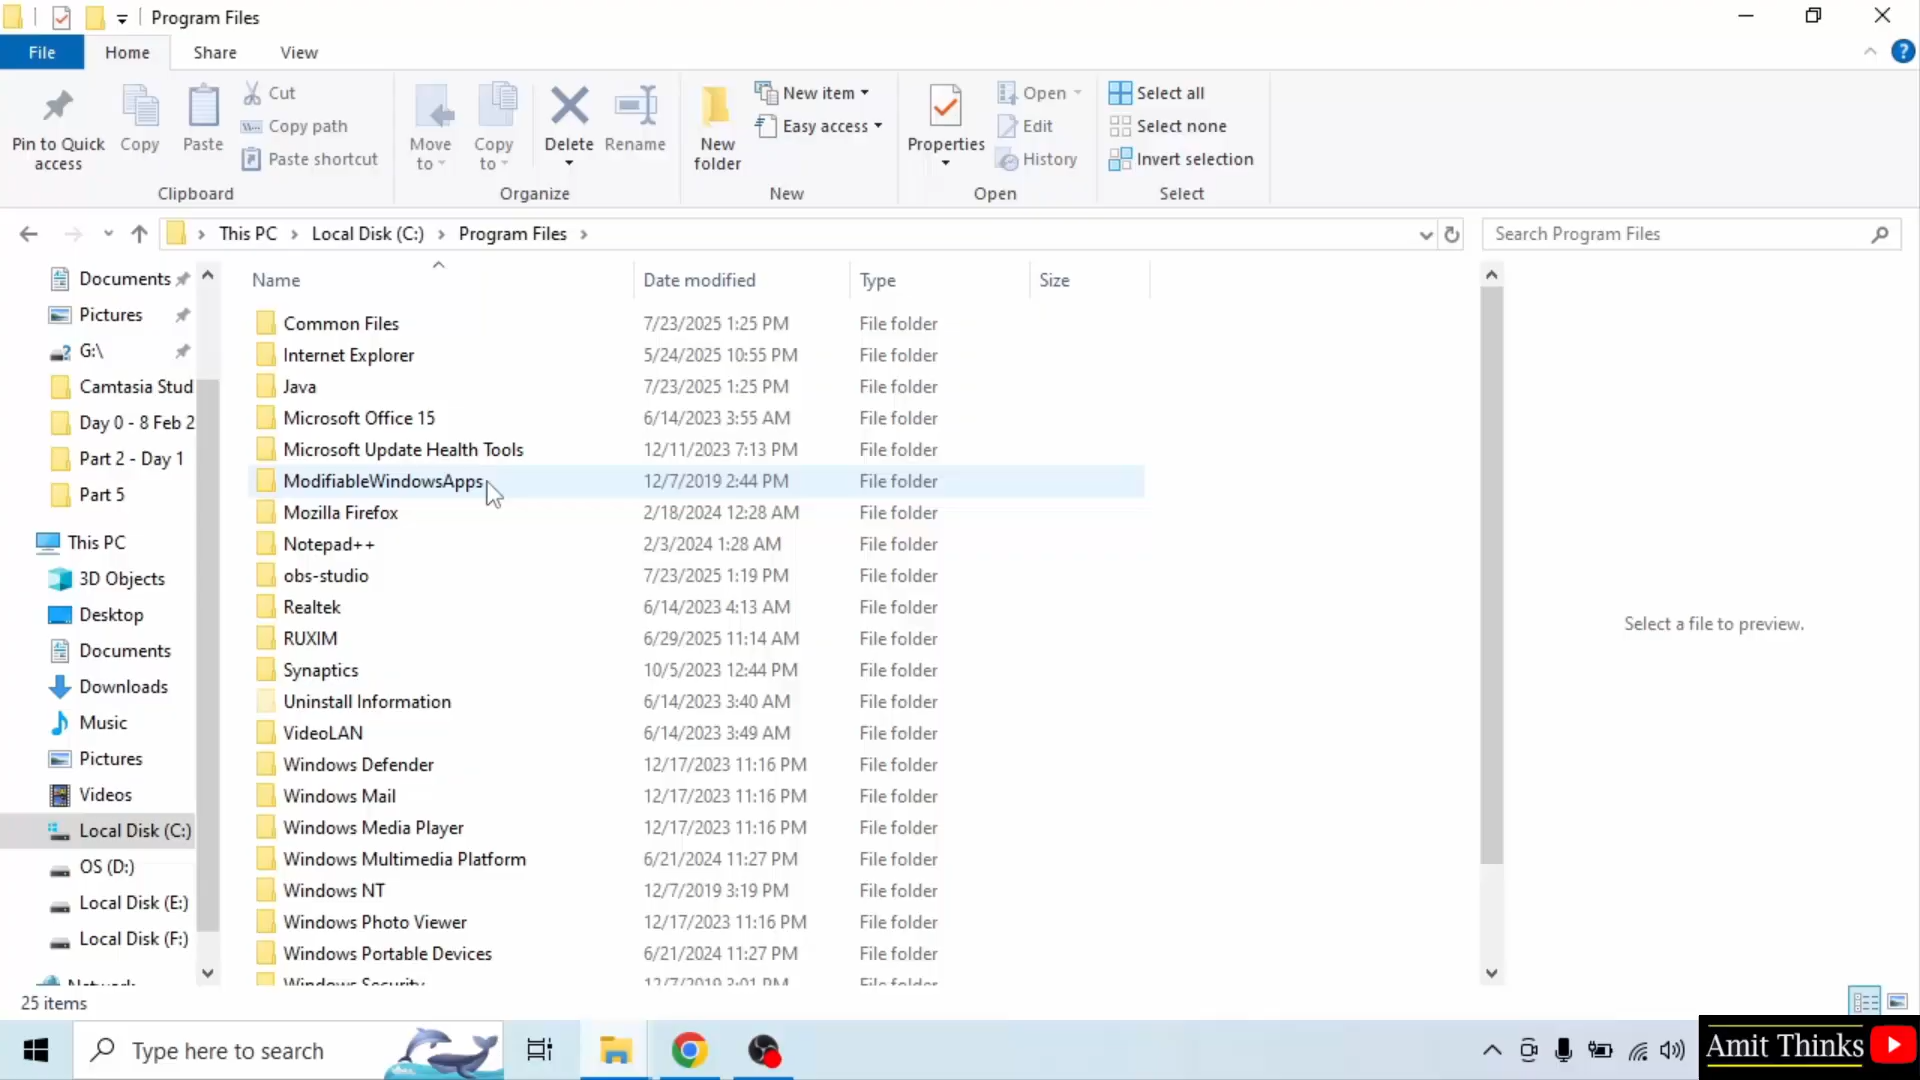 Program Files
File Home Share View
Pin to Quick access
Copy
Paste
Cut
Copy path
Paste shortcut
Clipboard
Move to
Copy to
Delete
Rename
Organize
New folder
New item
Easy access
New
Properties
Open
Edit
History
Open
Select all
Select none
Invert selection
Select
This PC > Local Disk (C:) > Program Files >
Search Program Files
Documents
Pictures
G:\
Camtasia Stud
Day 0 - 8 Feb 2
Part 2 - Day 1
Part 5
This PC
3D Objects
Desktop
Documents
Downloads
Music
Pictures
Videos
Local Disk (C:)
OS (D:)
Local Disk (E:)
Local Disk (F:)
Network
Name Date modified Type Size
Common Files 7/23/2025 1:25 PM File folder
Internet Explorer 5/24/2025 10:55 PM File folder
Java 7/23/2025 1:25 PM File folder
Microsoft Office 15 6/14/2023 3:55 AM File folder
Microsoft Update Health Tools 12/11/2023 7:13 PM File folder
ModifiableWindowsApps 12/7/2019 2:44 PM File folder
Mozilla Firefox 2/18/2024 12:28 AM File folder
Notepad++ 2/3/2024 1:28 AM File folder
obs-studio 7/23/2025 1:19 PM File folder
Realtek 6/14/2023 4:13 AM File folder
RUXIM 6/29/2025 11:14 AM File folder
Synaptics 10/5/2023 12:44 PM File folder
Uninstall Information 6/14/2023 3:40 AM File folder
VideoLAN 6/14/2023 3:49 AM File folder
Windows Defender 12/17/2023 11:16 PM File folder
Windows Mail 12/17/2023 11:16 PM File folder
Windows Media Player 12/17/2023 11:16 PM File folder
Windows Multimedia Platform 6/21/2024 11:27 PM File folder
Windows NT 12/7/2019 3:19 PM File folder
Windows Photo Viewer 12/17/2023 11:16 PM File folder
Windows Portable Devices 6/21/2024 11:27 PM File folder
Windows Security 12/7/2019 3:01 PM File folder
Select a file to preview.
25 items
Type here to search
Amit Thinks